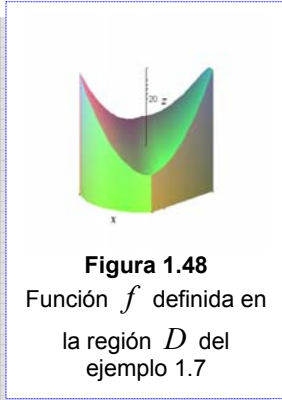 20 z
x
Figura 1.48
Función f definida en
la región D del
ejemplo 1.7